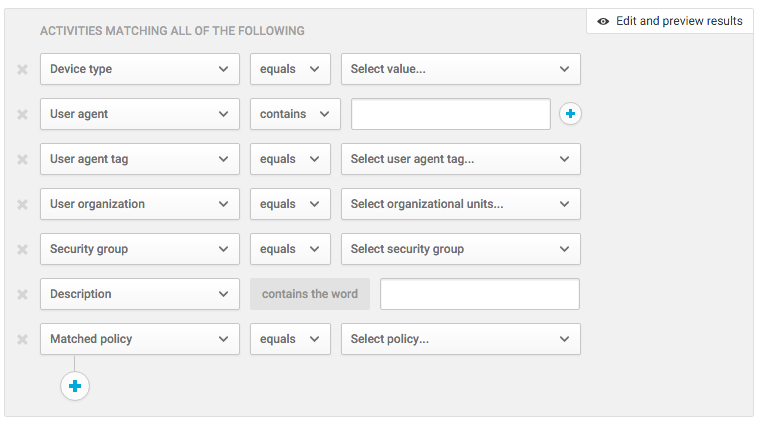 Edit and preview results
ACTIVITIES MATCHING ALL OF THE FOLLOWING
Device type equals Select value...
User agent contains
User agent tag equals Select user agent tag...
User organization equals Select organizational units...
Security group equals Select security group
Description contains the word
Matched policy equals Select policy...